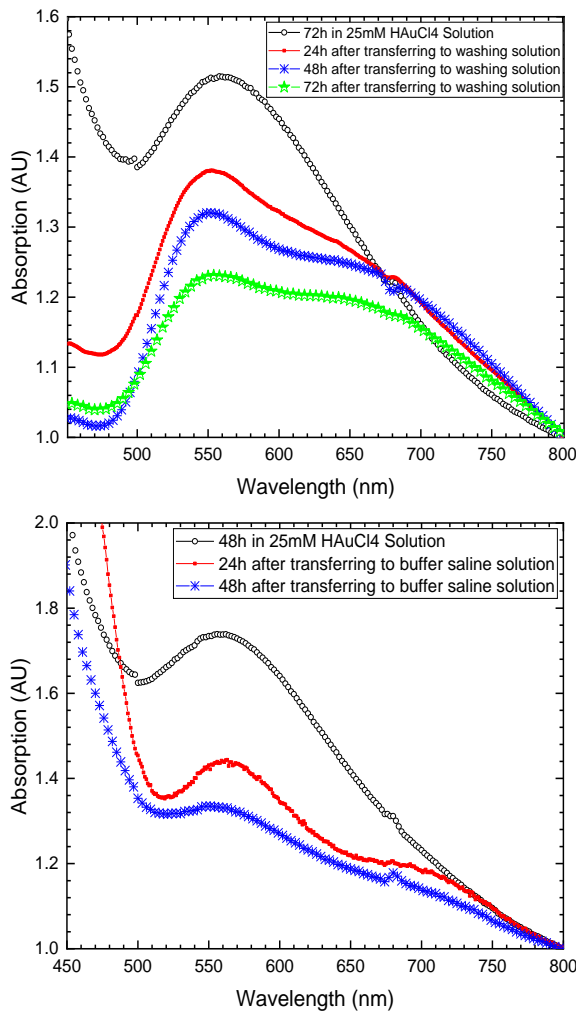 72h in 25mM HAuCl4 Solution
24h after transferring to washing solution
48h after transferring to washing solution
72h after transferring to washing solution
Absorption (AU)
1.6
1.5
1.4
1.3
1.2
1.1
1.0
500 550 600 650 700 750 800
Wavelength (nm)
48h in 25mM HAuCl4 Solution
24h after transferring to buffer saline solution
48h after transferring to buffer saline solution
Absorption (AU)
2.0
1.8
1.6
1.4
1.2
1.0
450 500 550 600 650 700 750 800
Wavelength (nm)